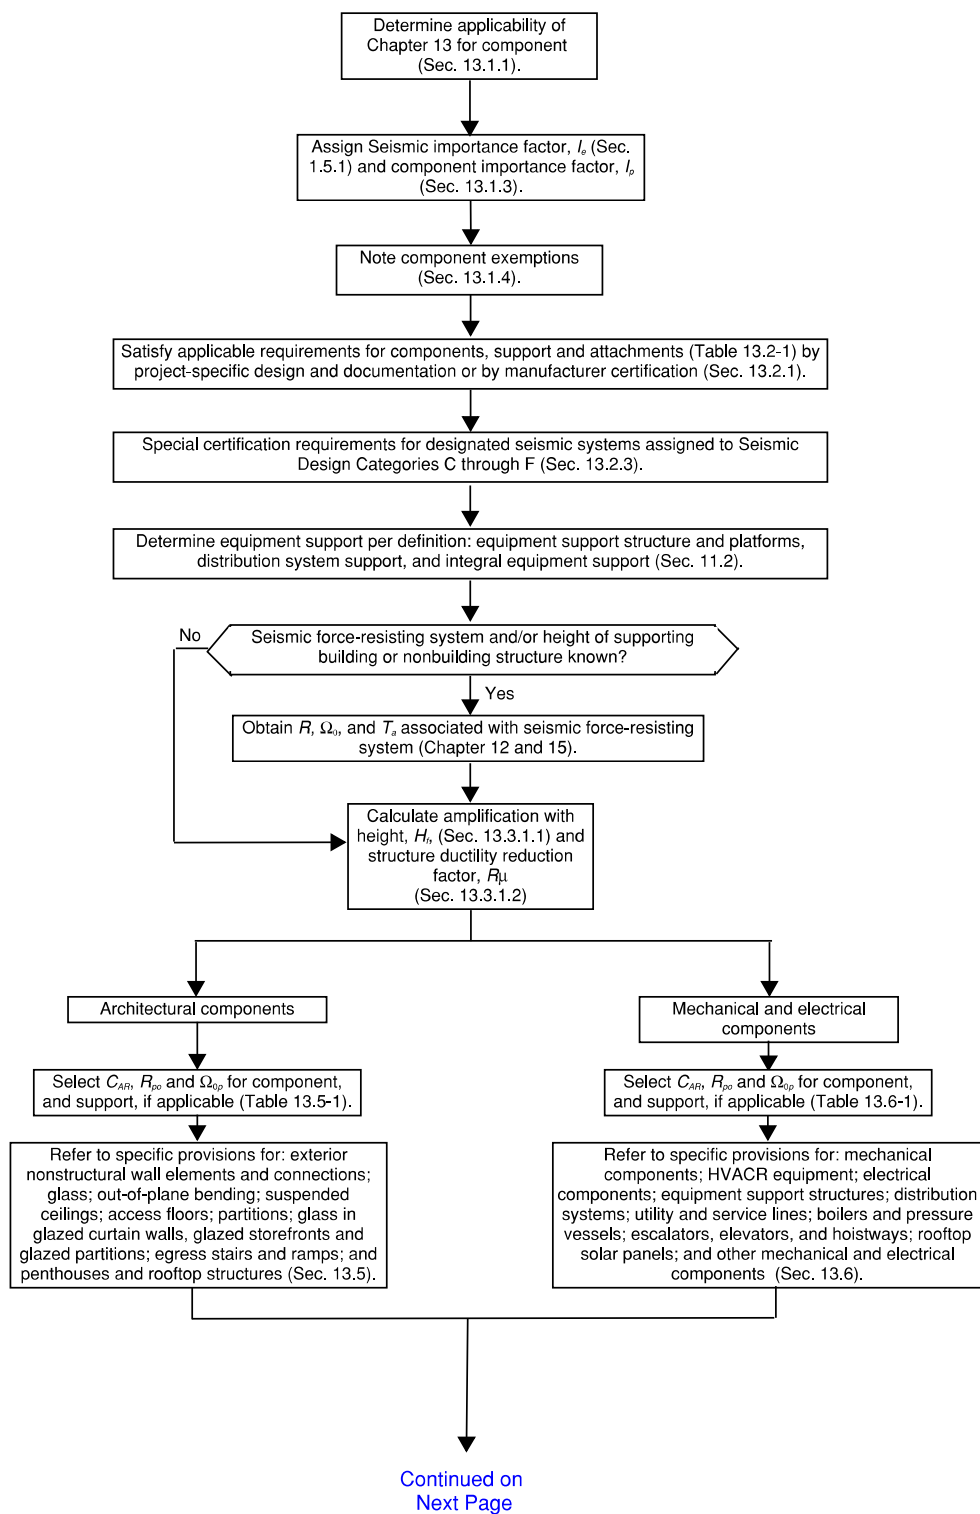 Determine applicability of
Chapter 13 for component
(Sec. 13.1.1).
Assign Seismic importance factor, Ie (Sec.
1.5.1) and component importance factor, Ip
(Sec. 13.1.3).
Note component exemptions
(Sec. 13.1.4).
Satisfy applicable requirements for components, support and attachments (Table 13.2-1) by
project-specific design and documentation or by manufacturer certification (Sec. 13.2.1).
Special certification requirements for designated seismic systems assigned to Seismic
Design Categories C through F (Sec. 13.2.3).
Determine equipment support per definition: equipment support structure and platforms,
distribution system support, and integral equipment support (Sec. 11.2).
No
Seismic force-resisting system and/or height of supporting
building or nonbuilding structure known?
Yes
Obtain R, Ω0, and Ta associated with seismic force-resisting
system (Chapter 12 and 15).
Calculate amplification with
height, Hf, (Sec. 13.3.1.1) and
structure ductility reduction
factor, Rμ
(Sec. 13.3.1.2)
Architectural components
Select CAR, Rpo and Ω0p for component,
and support, if applicable (Table 13.5-1).
Refer to specific provisions for: exterior
nonstructural wall elements and connections;
glass; out-of-plane bending; suspended
ceilings; access floors; partitions; glass in
glazed curtain walls, glazed storefronts and
glazed partitions; egress stairs and ramps; and
penthouses and rooftop structures (Sec. 13.5).
Mechanical and electrical
components
Select CAR, Rpo and Ω0p for component,
and support, if applicable (Table 13.6-1).
Refer to specific provisions for: mechanical
components; HVACR equipment; electrical
components; equipment support structures; distribution
systems; utility and service lines; boilers and pressure
vessels; escalators, elevators, and hoistways; rooftop
solar panels; and other mechanical and electrical
components (Sec. 13.6).
Continued on
Next Page